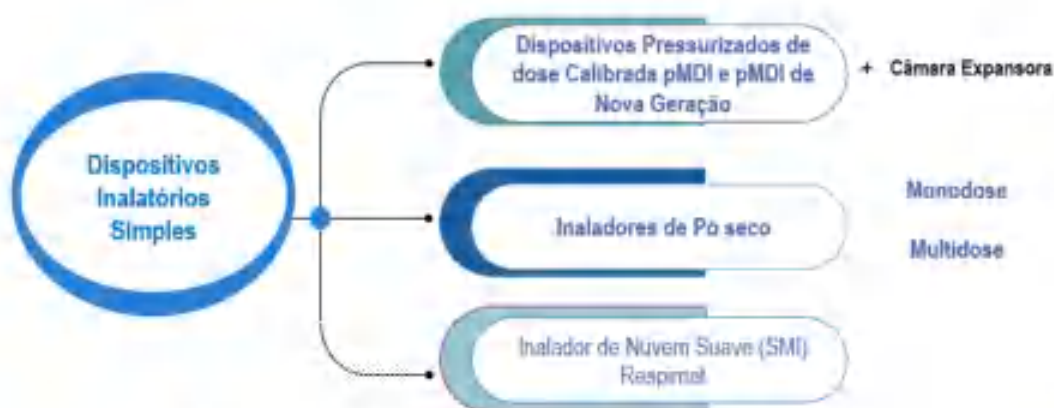 Dispositivos
Inalatórios
Simples
Dispositivos Pressurizados de
dose Calibrada pMDI e pMDI de
Nova Geração
+ Câmara Expansora
Inaladores de Pó seco
Monodose
Multidose
Inalador de Nuvem Suave (SMI)
Respimat